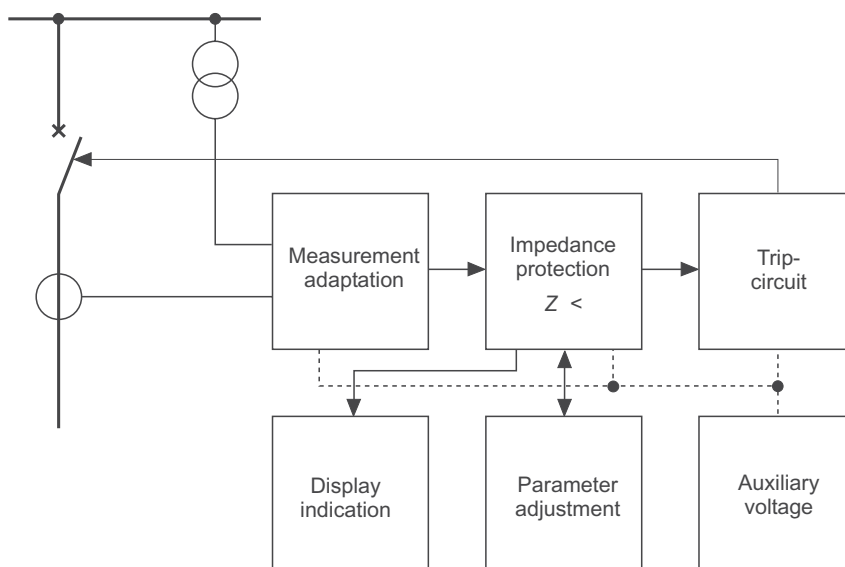 Measurement
adaptation
Impedance
protection
Z <
Trip-
circuit
Display
indication
Parameter
adjustment
Auxiliary
voltage